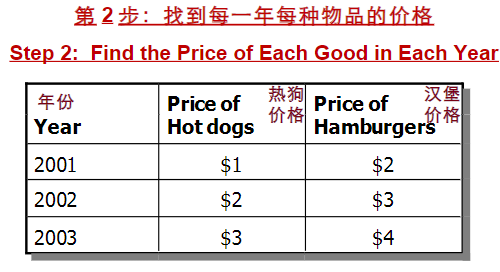 第 2 步：找到每一年每种物品的价格
Step 2:  Find the Price of Each Good in Each Year
年份
Year
Price of
Hot dogs
热狗
价格
Price of
Hamburgers
汉堡
价格
2001 $1 $2
2002 $2 $3
2003 $3 $4